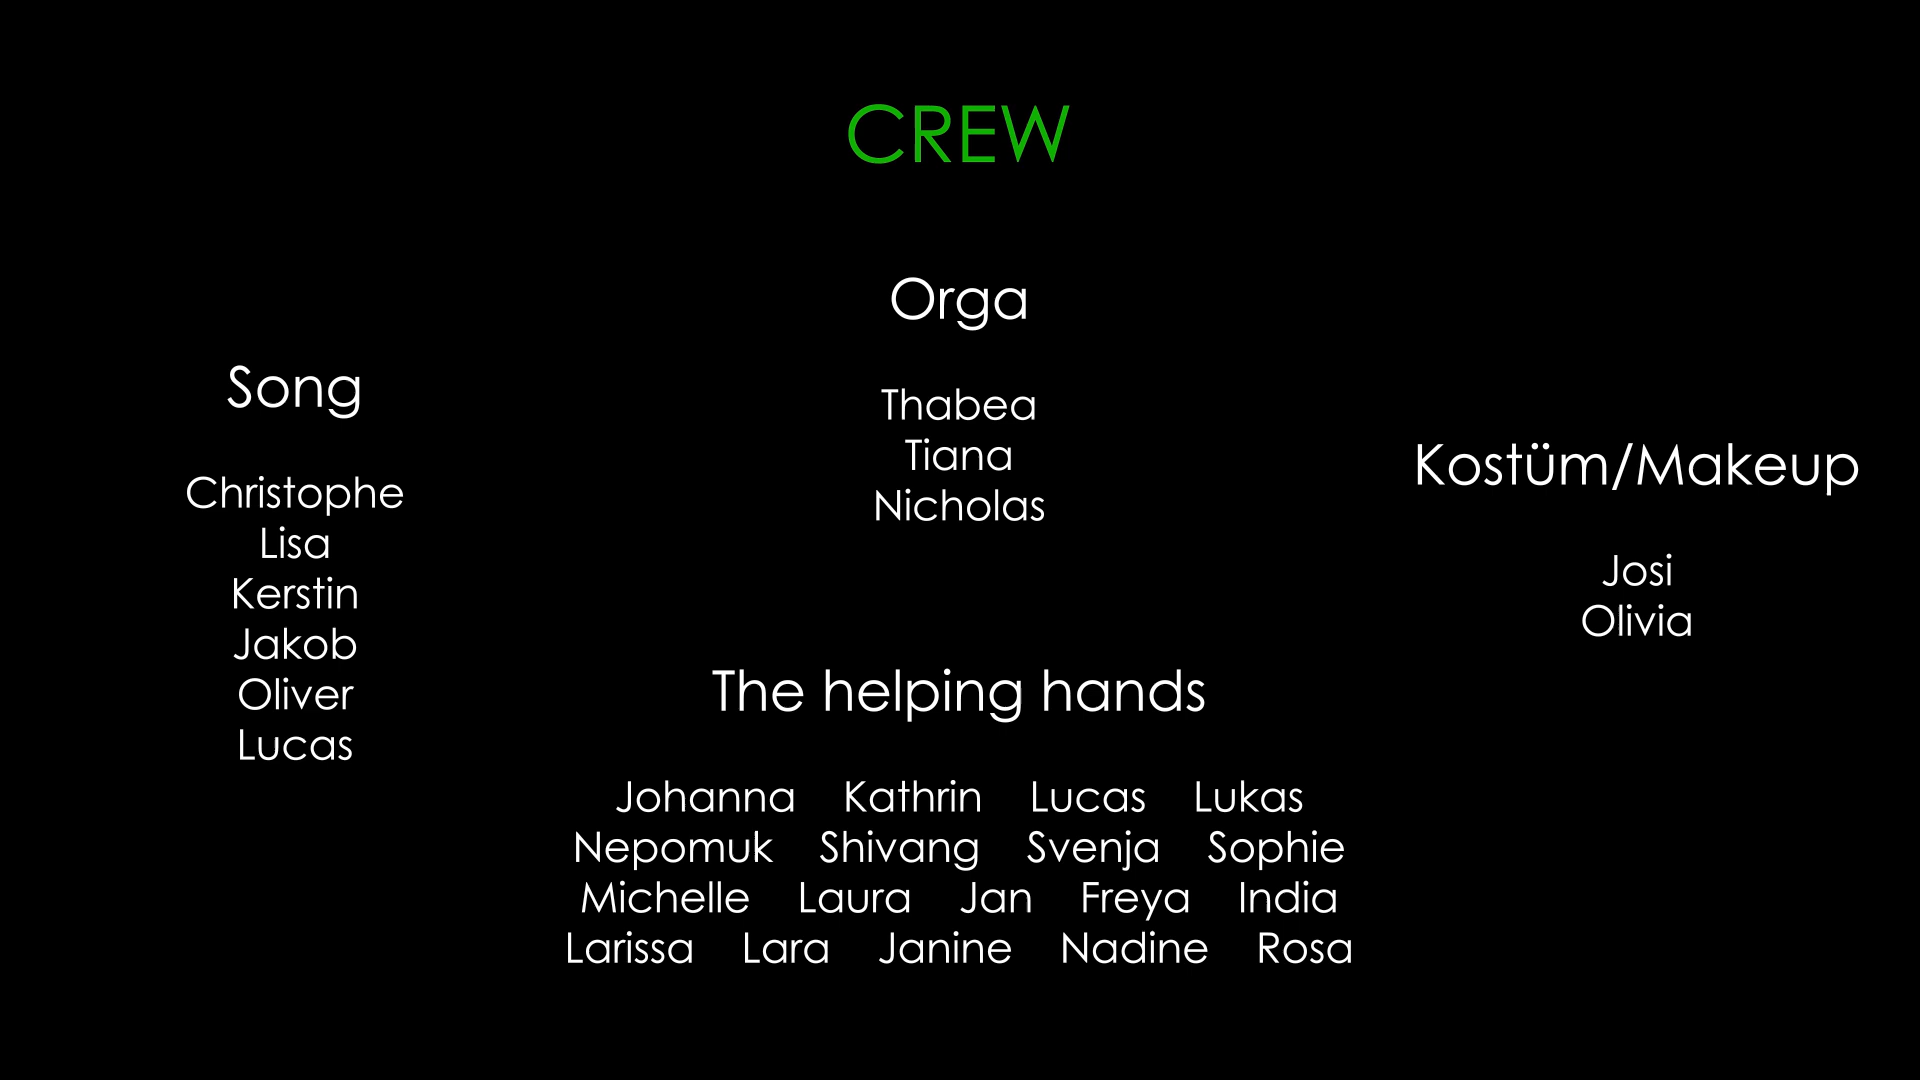 CREW
Song
Christophe
Lisa
Kerstin
Jakob
Oliver
Lucas
Orga
Thabea
Tiana
Nicholas
Kostüm/Makeup
Josi
Olivia
The helping hands
Johanna Kathrin Lucas Lukas
Nepomuk Shivang Svenja Sophie
Michelle Laura Jan Freya India
Larissa Lara Janine Nadine Rosa